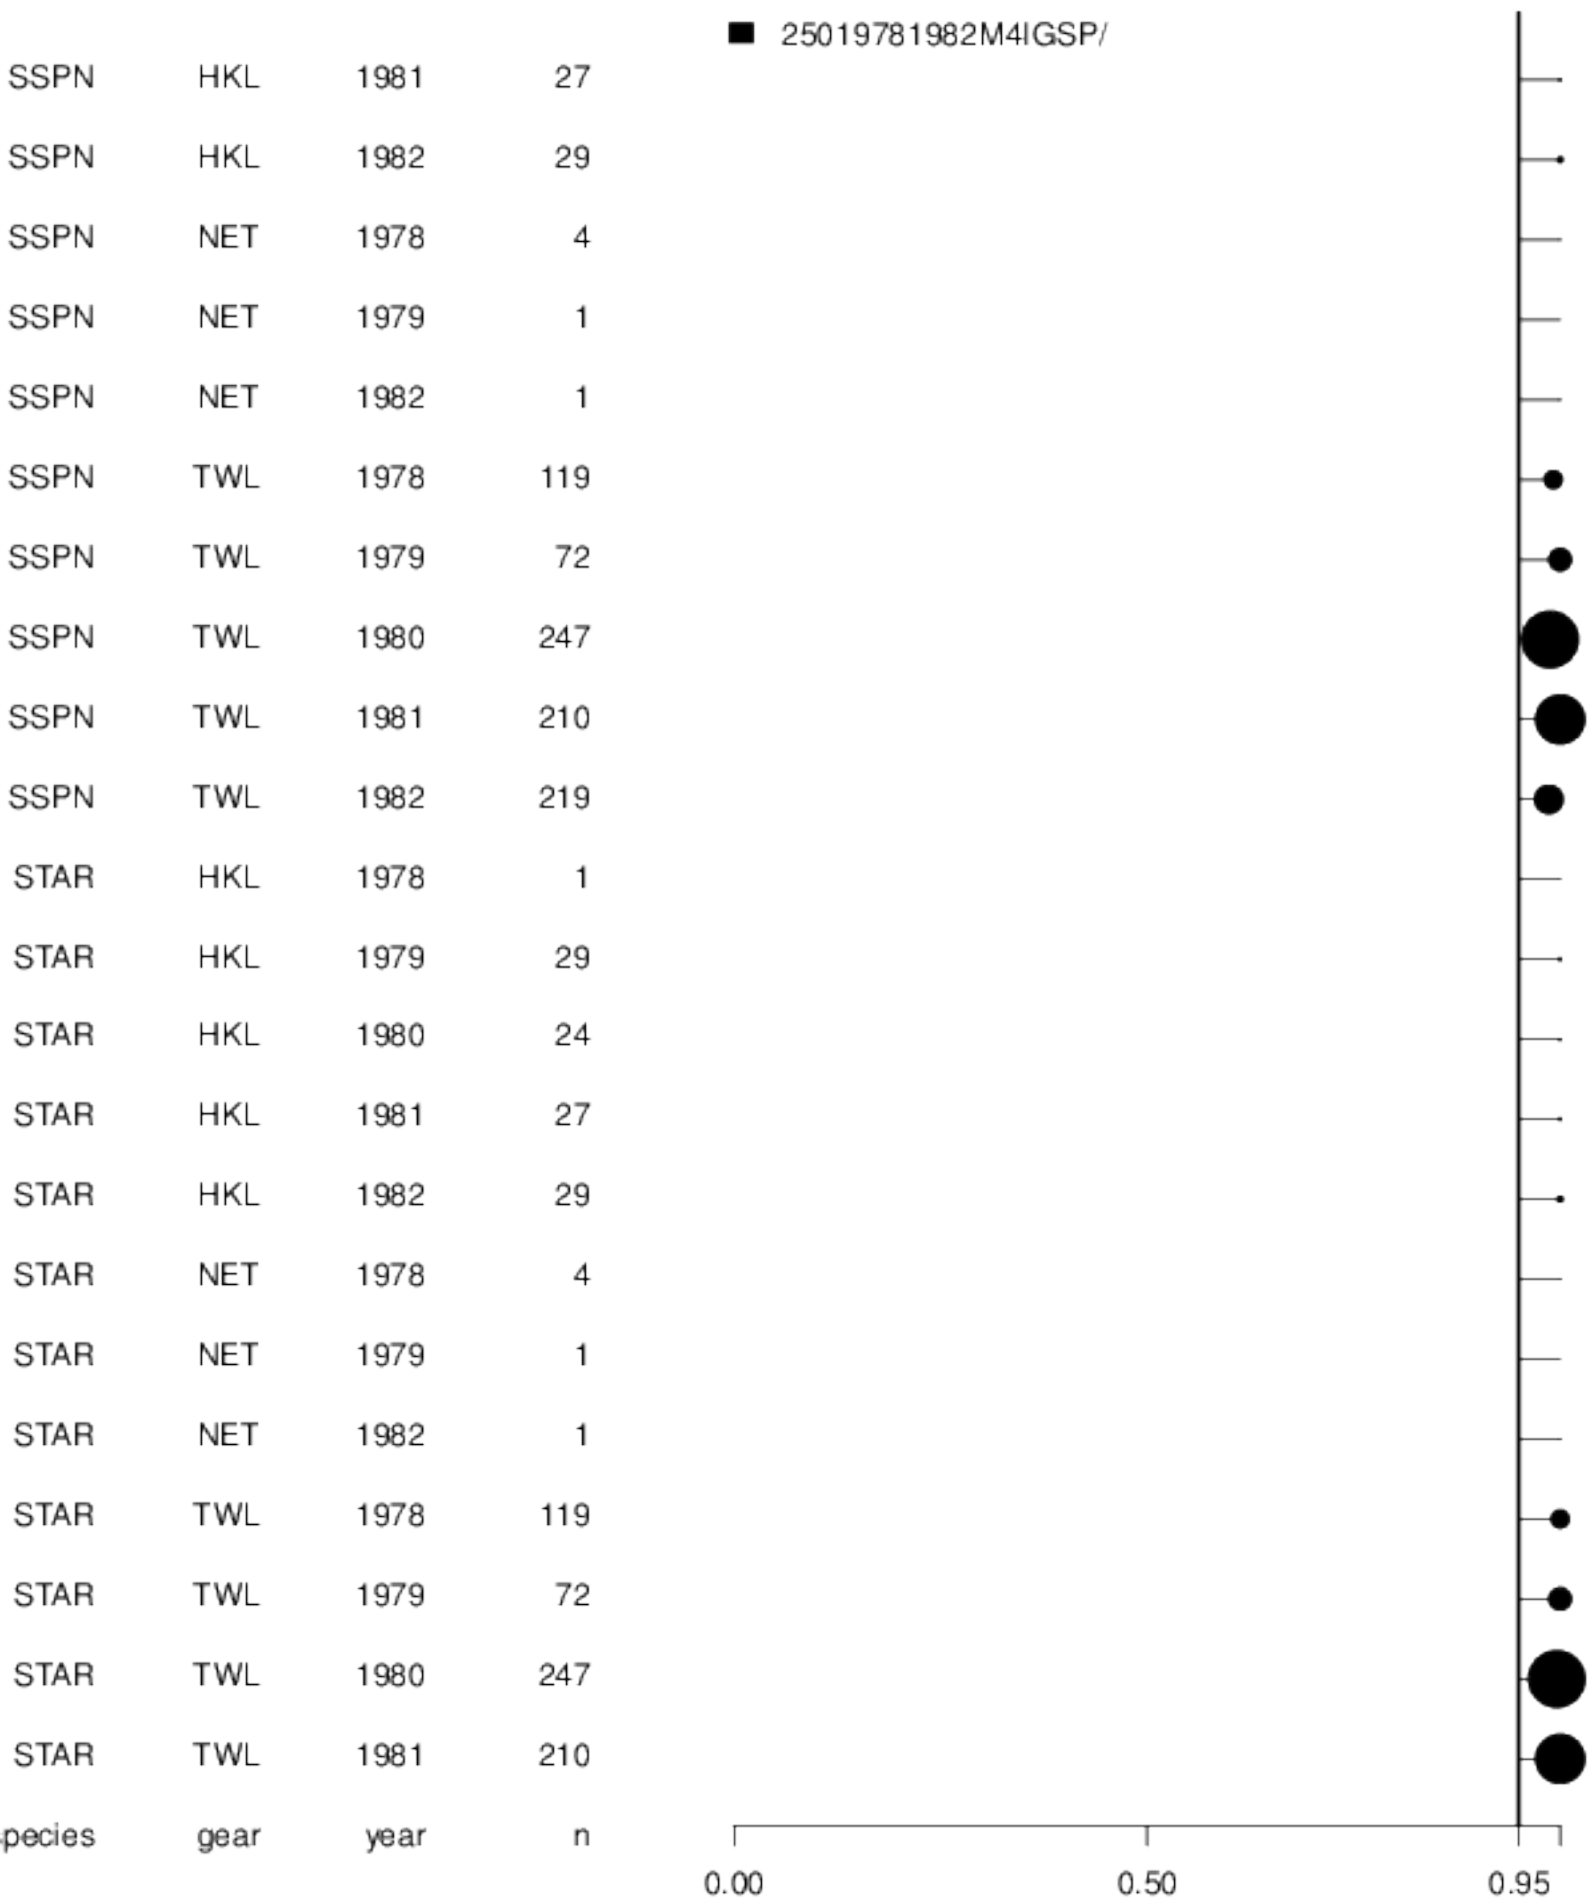 25019781982M4IGSP/
SSPN HKL 1981 27
SSPN HKL 1982 29
SSPN NET 1978 4
SSPN NET 1979 1
SSPN NET 1982 1
SSPN TWL 1978 119
SSPN TWL 1979 72
SSPN TWL 1980 247
SSPN TWL 1981 210
SSPN TWL 1982 219
STAR HKL 1978 1
STAR HKL 1979 29
STAR HKL 1980 24
STAR HKL 1981 27
STAR HKL 1982 29
STAR NET 1978 4
STAR NET 1979 1
STAR NET 1982 1
STAR TWL 1978 119
STAR TWL 1979 72
STAR TWL 1980 247
STAR TWL 1981 210
pecies gear year n
0.00 0.50 0.95